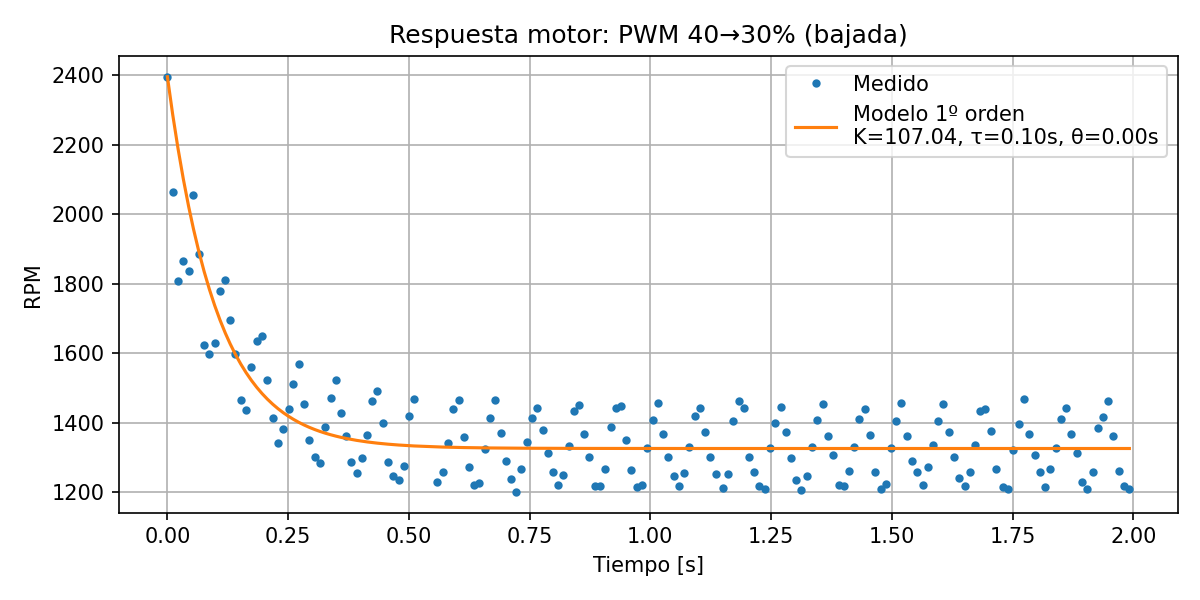 Respuesta motor: PWM 40→30% (bajada)
2400
2200
2000
1800
1600
1400
1200
RPM
Medido
Modelo 1º orden
K=107.04, τ=0.10s, θ=0.00s
0.00
0.25
0.50
0.75
1.00
1.25
1.50
1.75
2.00
Tiempo [s]